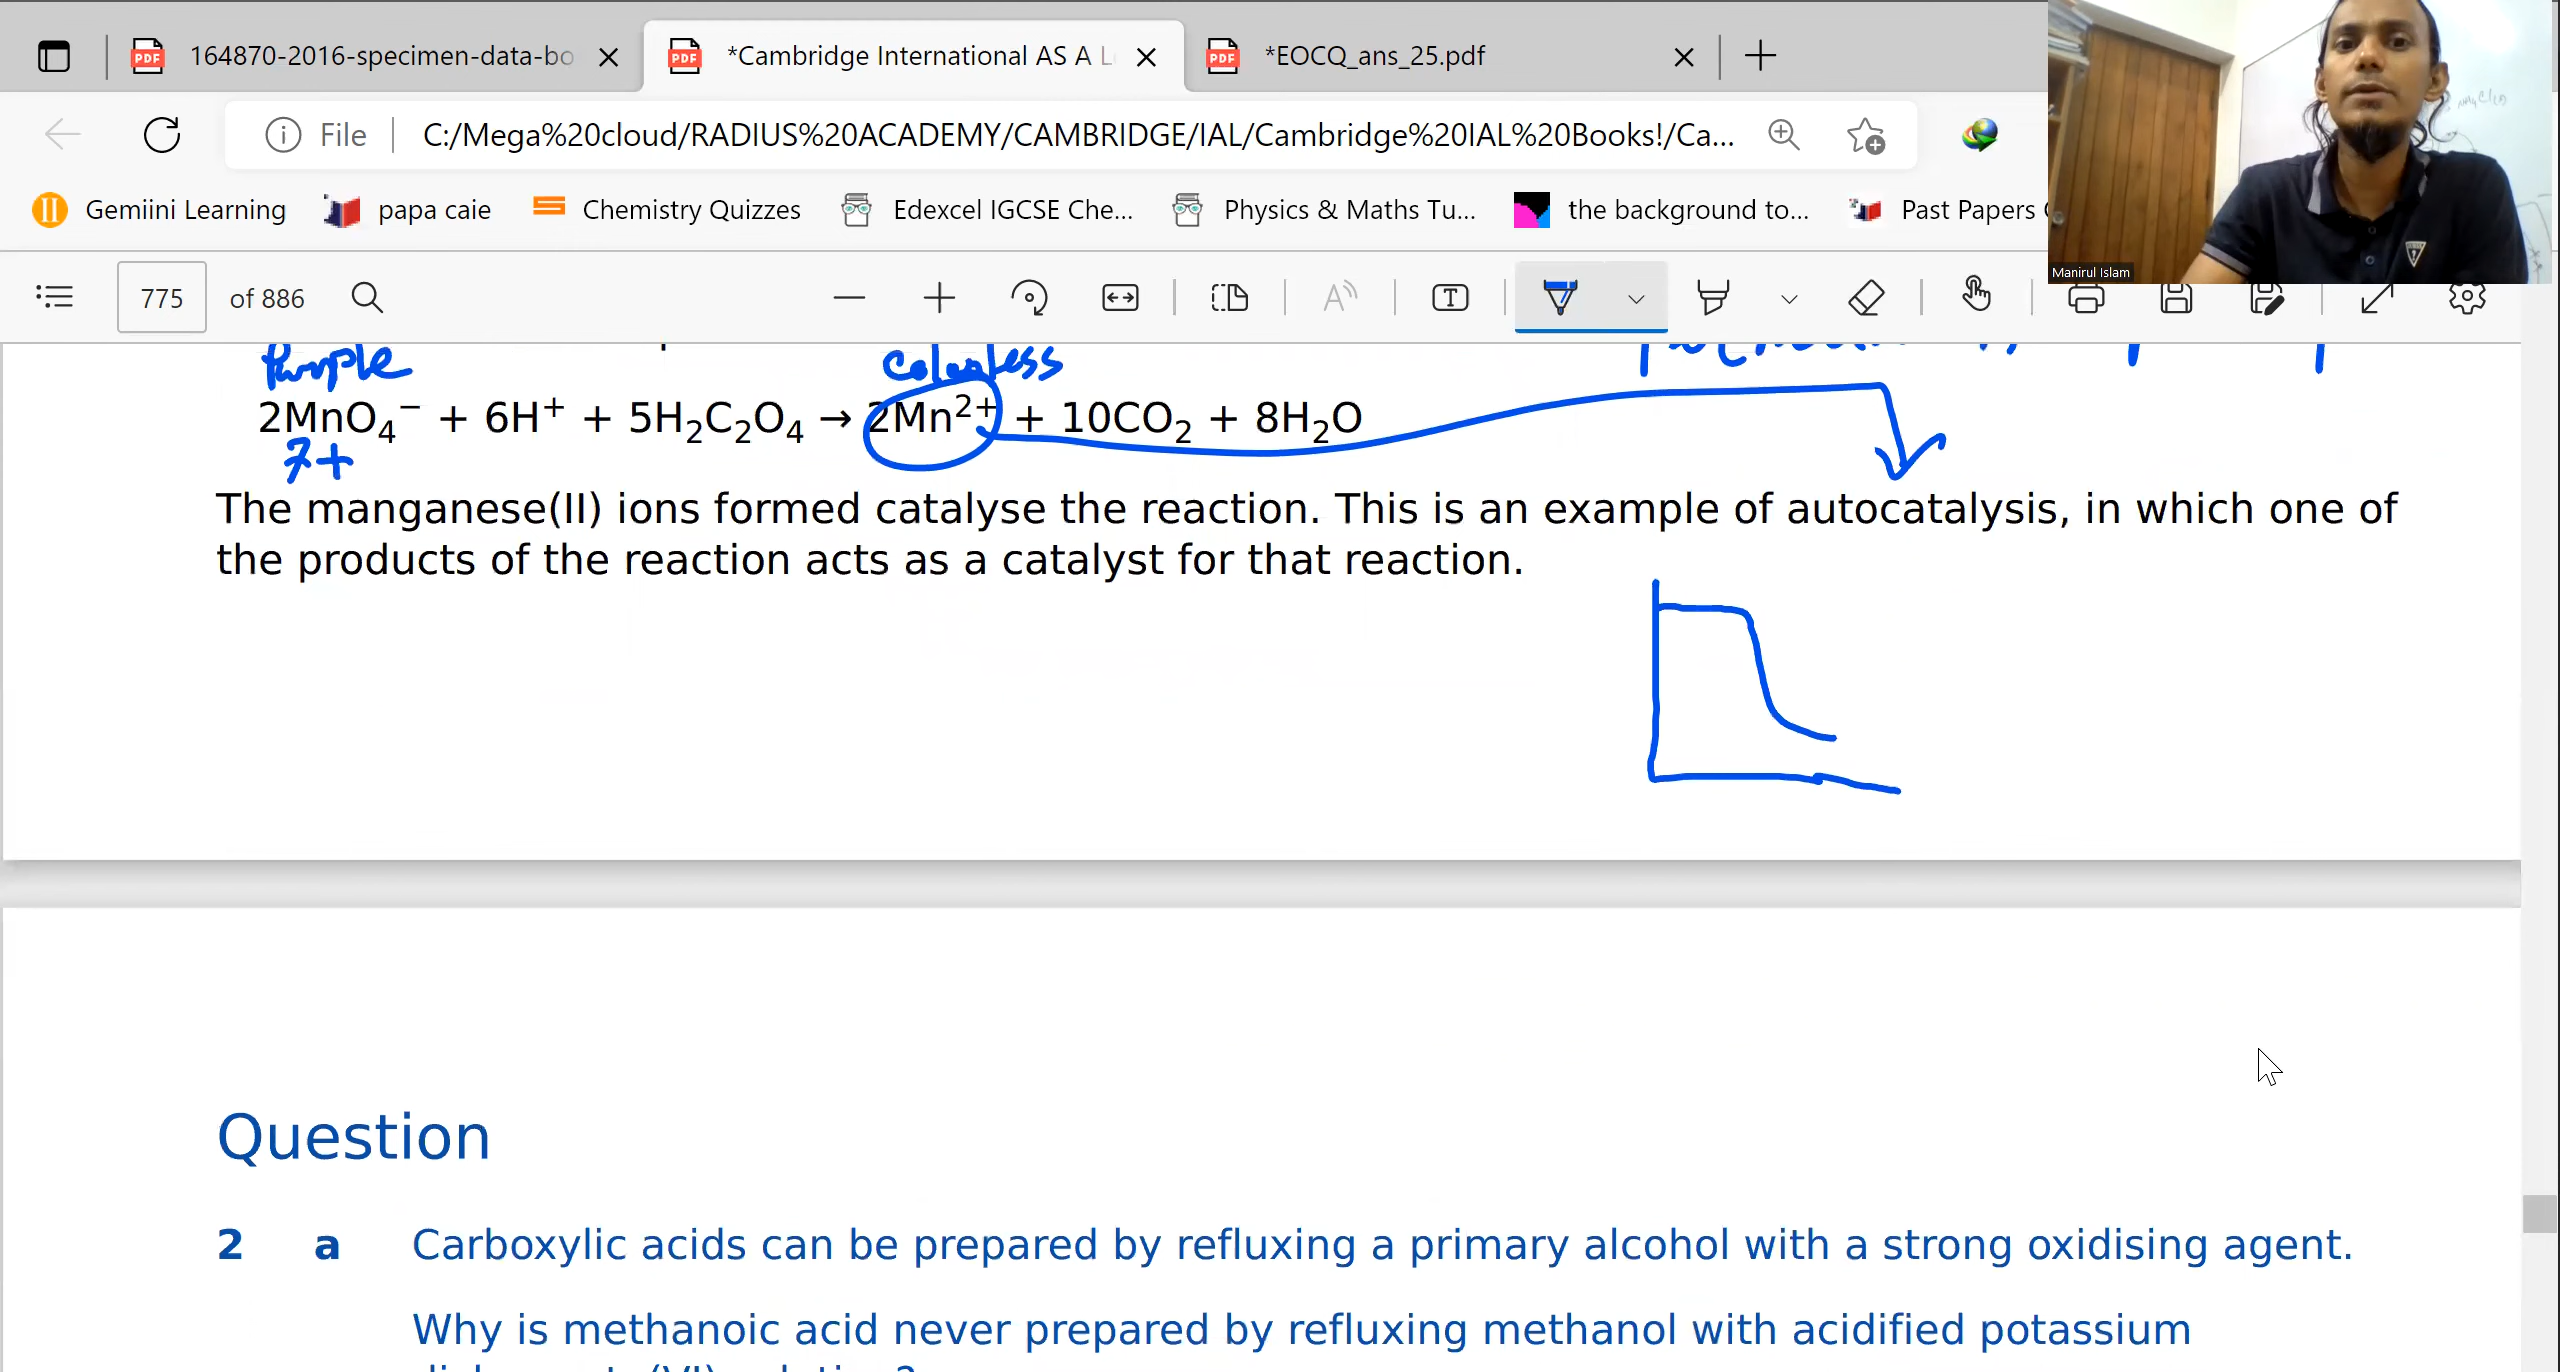 164870-2016-specimen-data-bo
*Cambridge International AS A L
*EOCQ_ans_25.pdf
File
C:/Mega%20cloud/RADIUS%20ACADEMY/CAMBRIDGE/IAL/Cambridge%20IAL%20Books!/Ca...
Gemiini Learning
papa caie
Chemistry Quizzes
Edexcel IGCSE Che...
Physics & Maths Tu...
the background to...
Past Papers
Manirul Islam
775 of 886
Purple
Colourless
2MnO₄⁻ + 6H⁺ + 5H₂C₂O₄ → 2Mn²⁺ + 10CO₂ + 8H₂O
7+
The manganese(II) ions formed catalyse the reaction. This is an example of autocatalysis, in which one of
the products of the reaction acts as a catalyst for that reaction.
Question
2 a Carboxylic acids can be prepared by refluxing a primary alcohol with a strong oxidising agent.
Why is methanoic acid never prepared by refluxing methanol with acidified potassium